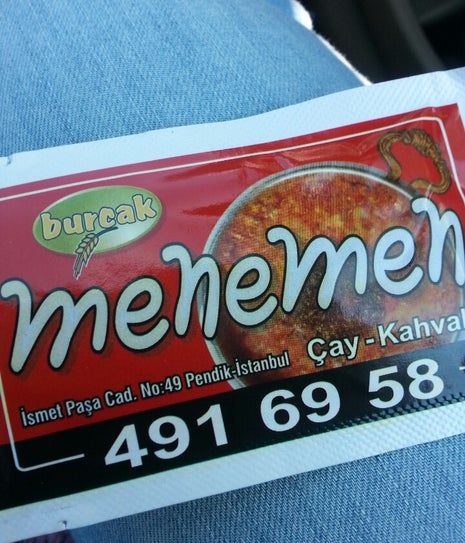 burcak
menemen
Çay - Kahval
İsmet Paşa Cad. No:49 Pendik-İstanbul
491 69 58